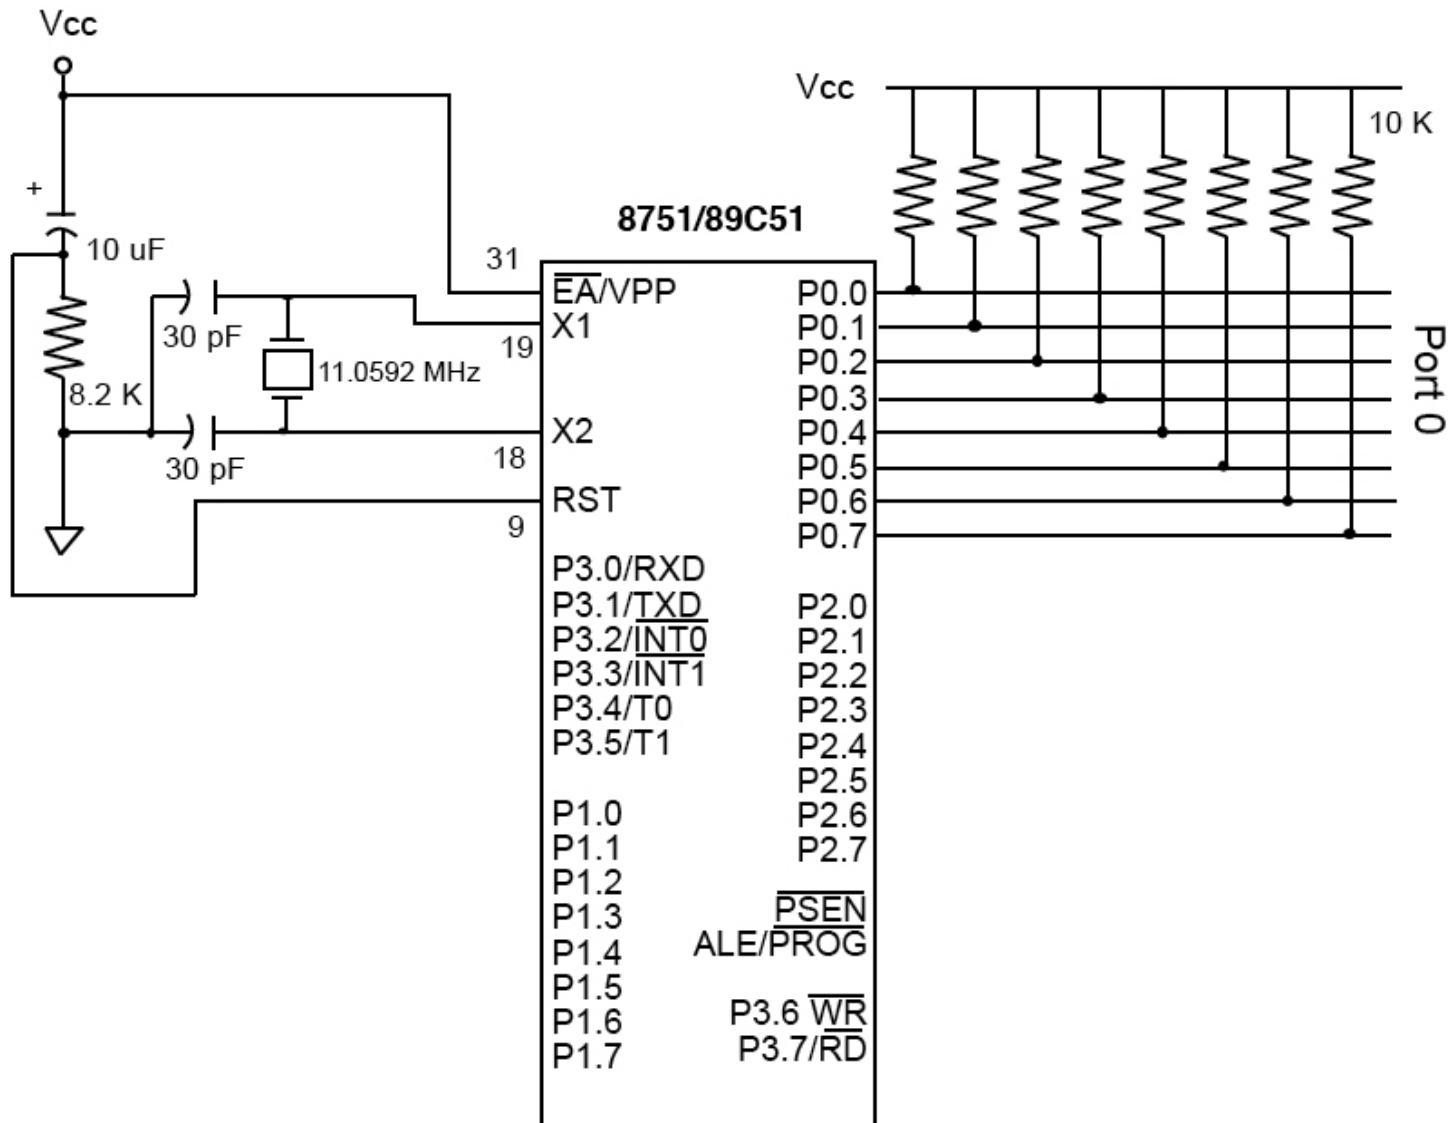 Vcc
Vcc
10 K
+
8751/89C51
10 uF
31
EA/VPP
P0.0
X1
P0.1
30 pF
19
11.0592 MHz
P0.2
8.2 K
P0.3
Port 0
X2
P0.4
30 pF
18
P0.5
RST
P0.6
9
P0.7
P3.0/RXD
P3.1/TXD
P2.0
P3.2/INT0
P2.1
P3.3/INT1
P2.2
P3.4/T0
P2.3
P3.5/T1
P2.4
P2.5
P1.0
P2.6
P1.1
P2.7
P1.2
PSEN
P1.3
ALE/PROG
P1.4
P1.5
P3.6 WR
P1.6
P3.7/RD
P1.7